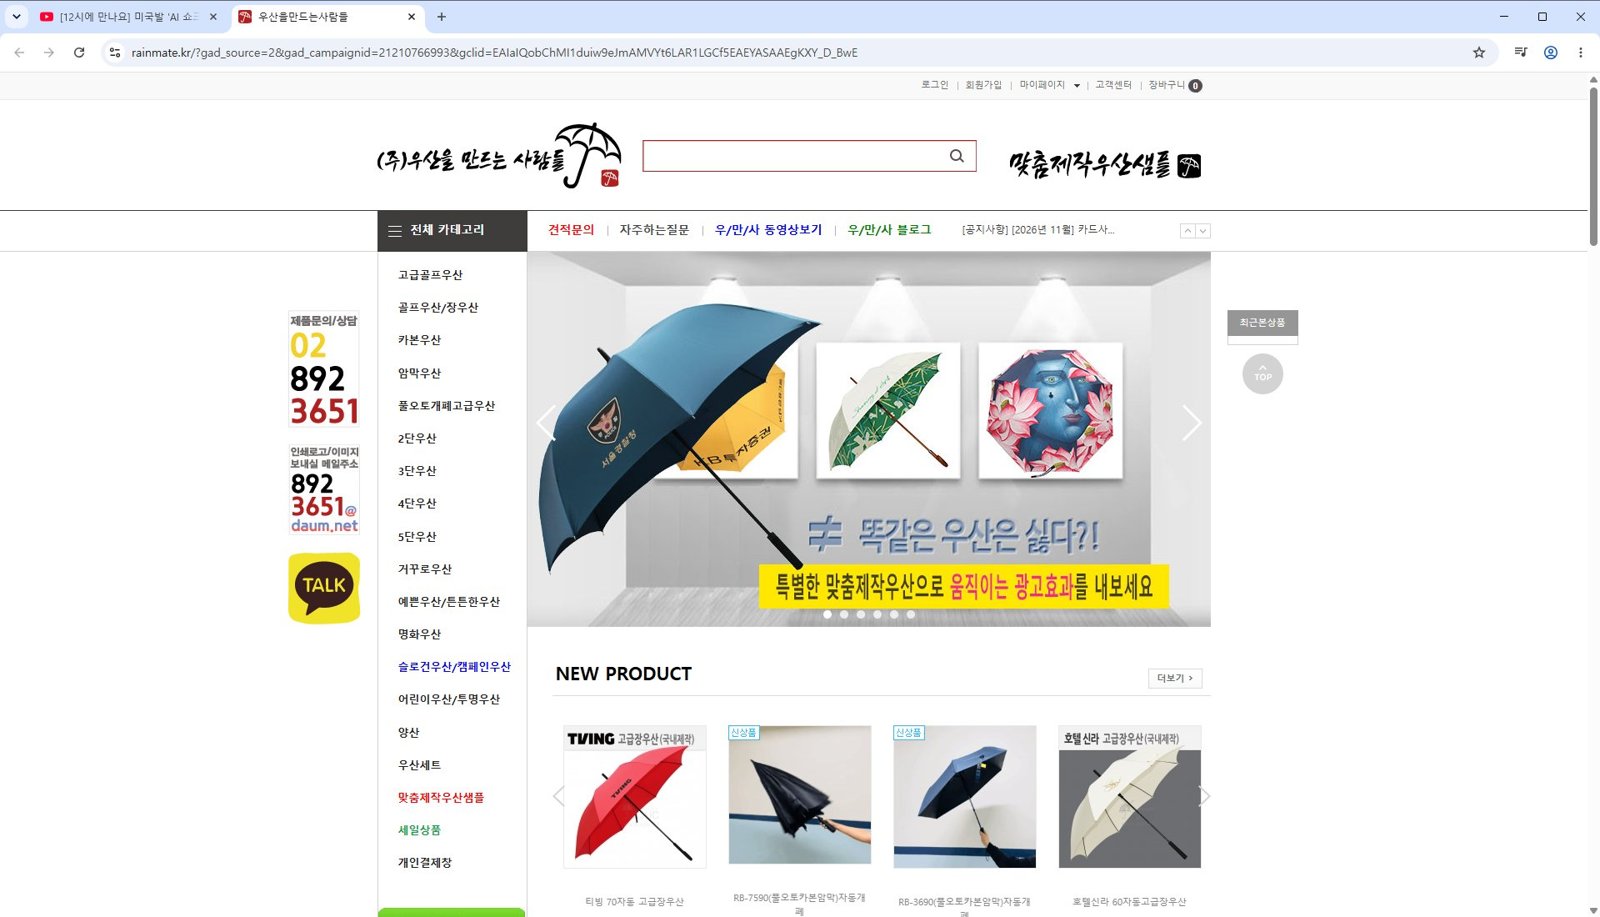 [12시에 만나요] 미국발 'AI 쇼크
우산을만드는사람들
rainmate.kr/?gad_source=2&gad_campaignid=21210766993&gclid=EAIaIQobChMI1duiw9eJmAMVYt6LAR1LGCf5EAEYASAAEgKXY_D_BwE
로그인 | 회원가입 | 마이페이지 | 고객센터 | 장바구니 0
(주)우산을 만드는 사람들
맞춤제작우산샘플
전체 카테고리
견적문의 | 자주하는질문 | 우/만/사 동영상보기 | 우/만/사 블로그
[공지사항] [2026년 11월] 카드사...
고급골프우산
골프우산/장우산
카본우산
암막우산
풀오토개폐고급우산
2단우산
3단우산
4단우산
5단우산
거꾸로우산
예쁜우산/튼튼한우산
명화우산
슬로건우산/캠페인우산
어린이우산/투명우산
양산
우산세트
맞춤제작우산샘플
세일상품
개인결제창
제품문의/상담
02
892
3651
인쇄로고/이미지
보내실 메일주소
892
3651@
daum.net
TALK
서울경찰청
KB투자증권
≠ 똑같은 우산은 싫다?!
특별한 맞춤제작우산으로 움직이는 광고효과를 내보세요
최근본상품
TOP
NEW PRODUCT
더보기 >
TVING 고급장우산(국내제작)
TVING
신상품
신상품
호텔신라 고급장우산(국내제작)
티빙 70자동 고급장우산
RB-7590(풀오토카본암막)자동개
폐
RB-3690(풀오토카본암막)자동개
폐
호텔신라 60자동고급장우산